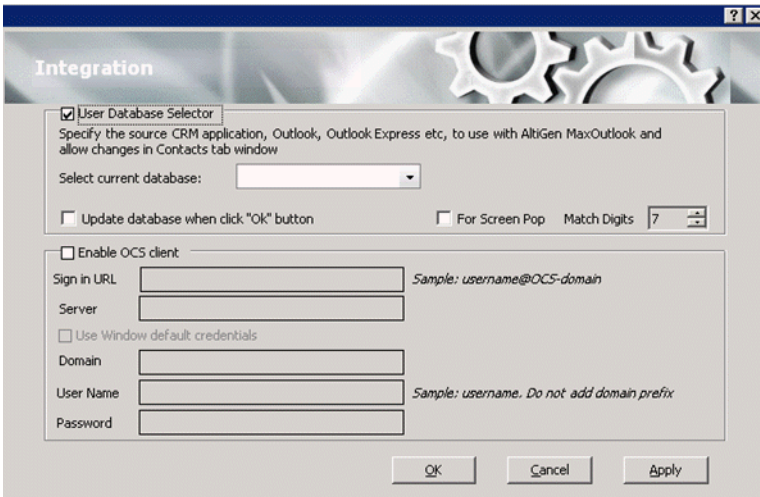 Integration
User Database Selector
Specify the source CRM application, Outlook, Outlook Express etc, to use with AltiGen MaxOutlook and
allow changes in Contacts tab window
Select current database:
Update database when click "Ok" button For Screen Pop Match Digits 7
Enable OCS client
Sign in URL Sample: username@OCS-domain
Server
Use Window default credentials
Domain
User Name Sample: username. Do not add domain prefix
Password
OK Cancel Apply